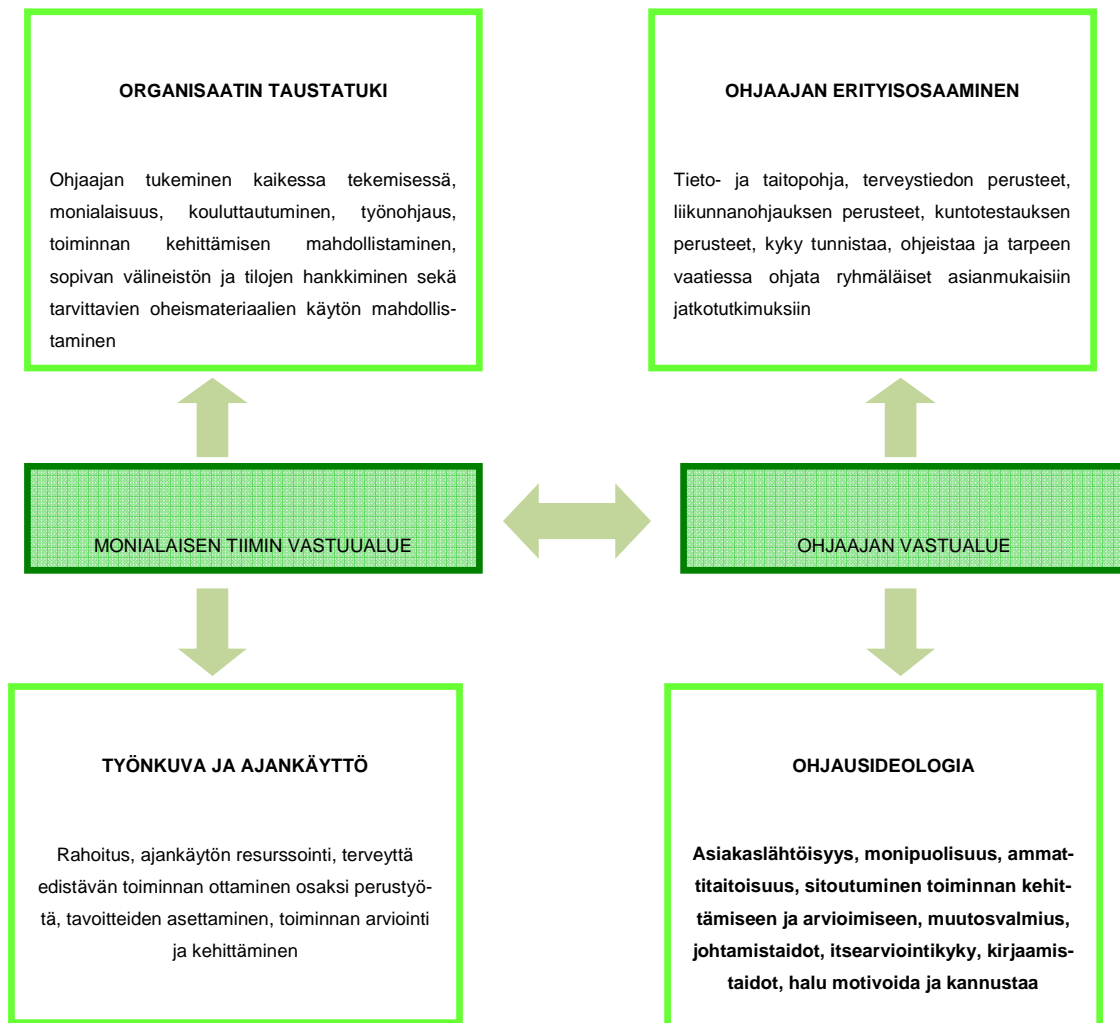 ORGANISAATIN TAUSTATUKI
Ohjaajan tukeminen kaikessa tekemisessä,
monialaisuus, kouluttautuminen, työnohjaus,
toiminnan kehittämisen mahdollistaminen,
sopivan välineistön ja tilojen hankkiminen sekä
tarvittavien oheismateriaalien käytön mahdollis-
taminen
OHJAAJAN ERITYISOSAAMINEN
Tieto- ja taitopohja, terveystiedon perusteet,
liikunnanohjauksen perusteet, kuntotestauksen
perusteet, kyky tunnistaa, ohjeistaa ja tarpeen
vaatiessa ohjata ryhmäläiset asianmukaisiin
jatkotutkimuksiin
MONIALAISEN TIIMIN VASTUUALUE
OHJAAJAN VASTUALUE
TYÖNKUVA JA AJANKÄYTTÖ
Rahoitus, ajankäytön resurssointi, terveyttä
edistävän toiminnan ottaminen osaksi perustyö-
tä, tavoitteiden asettaminen, toiminnan arviointi
ja kehittäminen
OHJAUSIDEOLOGIA
Asiakaslähtöisyys, monipuolisuus, ammat-
titaitoisuus, sitoutuminen toiminnan kehit-
tämiseen ja arvioimiseen, muutosvalmius,
johtamistaidot, itsearviointikyky, kirjaamis-
taidot, halu motivoida ja kannustaa